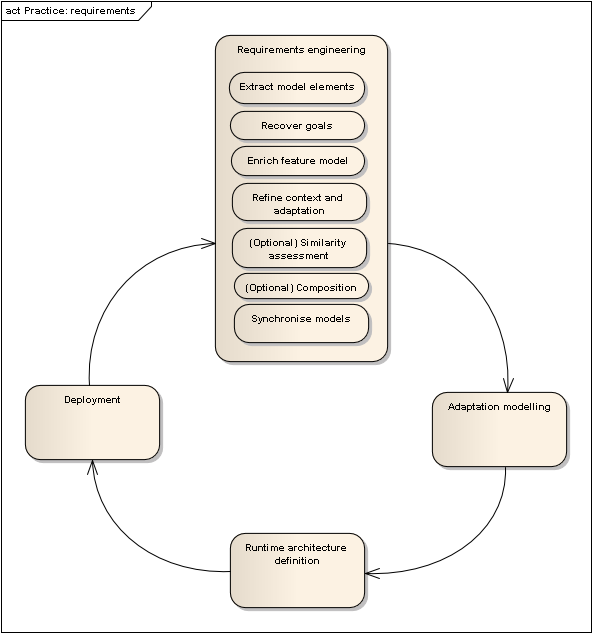 act Practice: requirements
Requirements engineering
Extract model elements
Recover goals
Enrich feature model
Refine context and
adaptation
(Optional) Similarity
assessment
(Optional) Composition
Synchronise models
Deployment
Adaptation modelling
Runtime architecture
definition